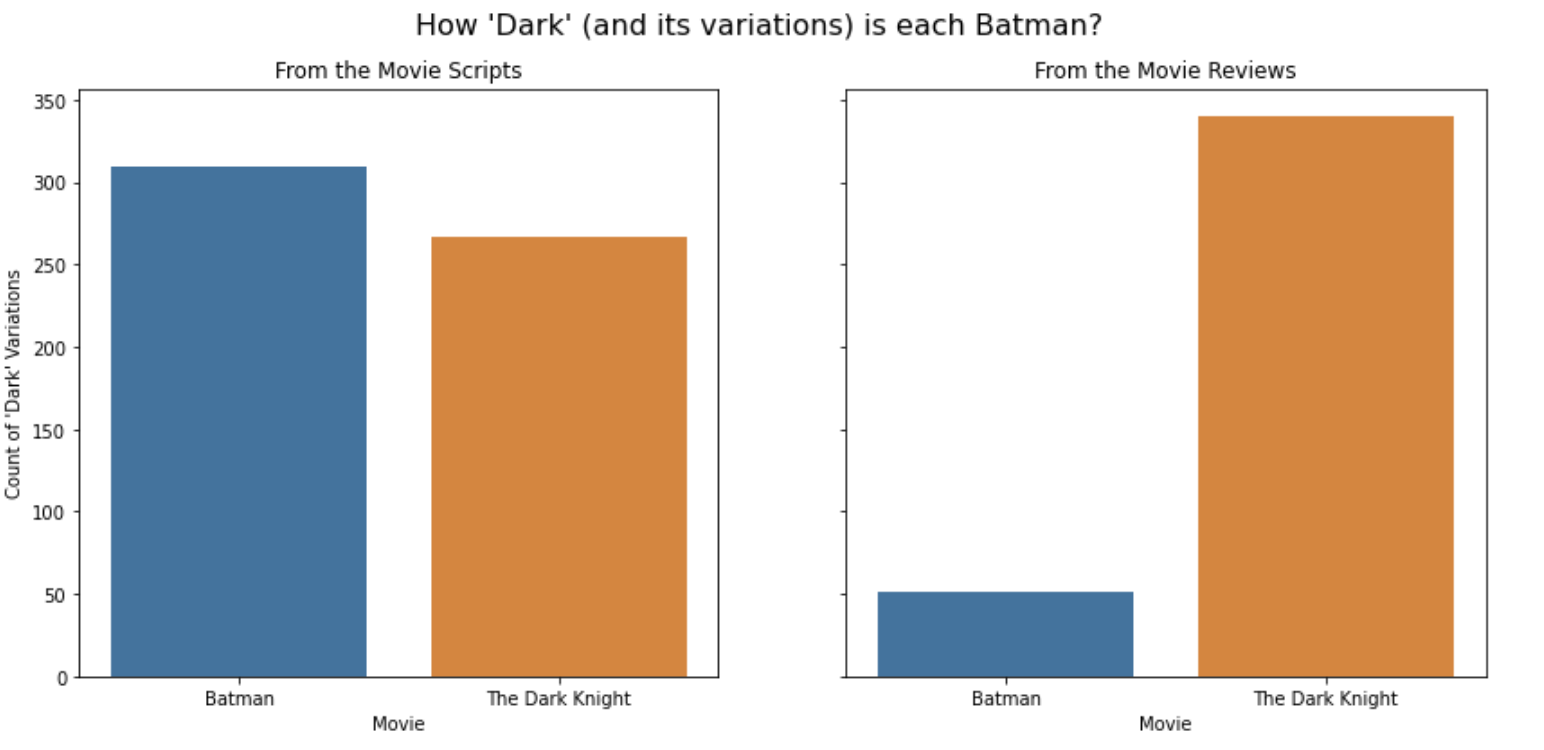 How 'Dark' (and its variations) is each Batman?
From the Movie Scripts
350
300
250
200
150
100
50
0
Count of 'Dark' Variations
Batman
The Dark Knight
Movie
From the Movie Reviews
Batman
The Dark Knight
Movie